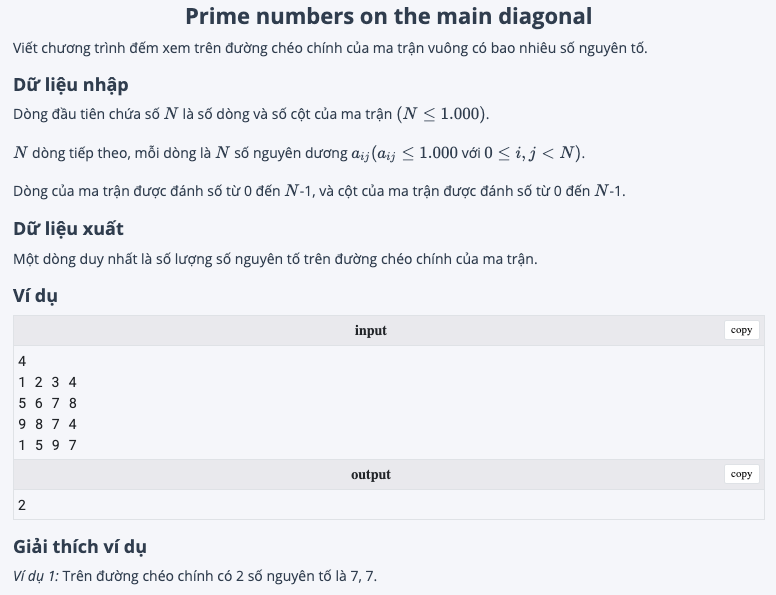 Prime numbers on the main diagonal
Viết chương trình đếm xem trên đường chéo chính của ma trận vuông có bao nhiêu số nguyên tố.
Dữ liệu nhập
Dòng đầu tiên chứa số N là số dòng và số cột của ma trận (N ≤ 1.000).
N dòng tiếp theo, mỗi dòng là N số nguyên dương aᵢⱼ(aᵢⱼ ≤ 1.000 với 0 ≤ i, j < N).
Dòng của ma trận được đánh số từ 0 đến N-1, và cột của ma trận được đánh số từ 0 đến N-1.
Dữ liệu xuất
Một dòng duy nhất là số lượng số nguyên tố trên đường chéo chính của ma trận.
Ví dụ
input copy
4
1 2 3 4
5 6 7 8
9 8 7 4
1 5 9 7
output copy
2
Giải thích ví dụ
Ví dụ 1: Trên đường chéo chính có 2 số nguyên tố là 7, 7.